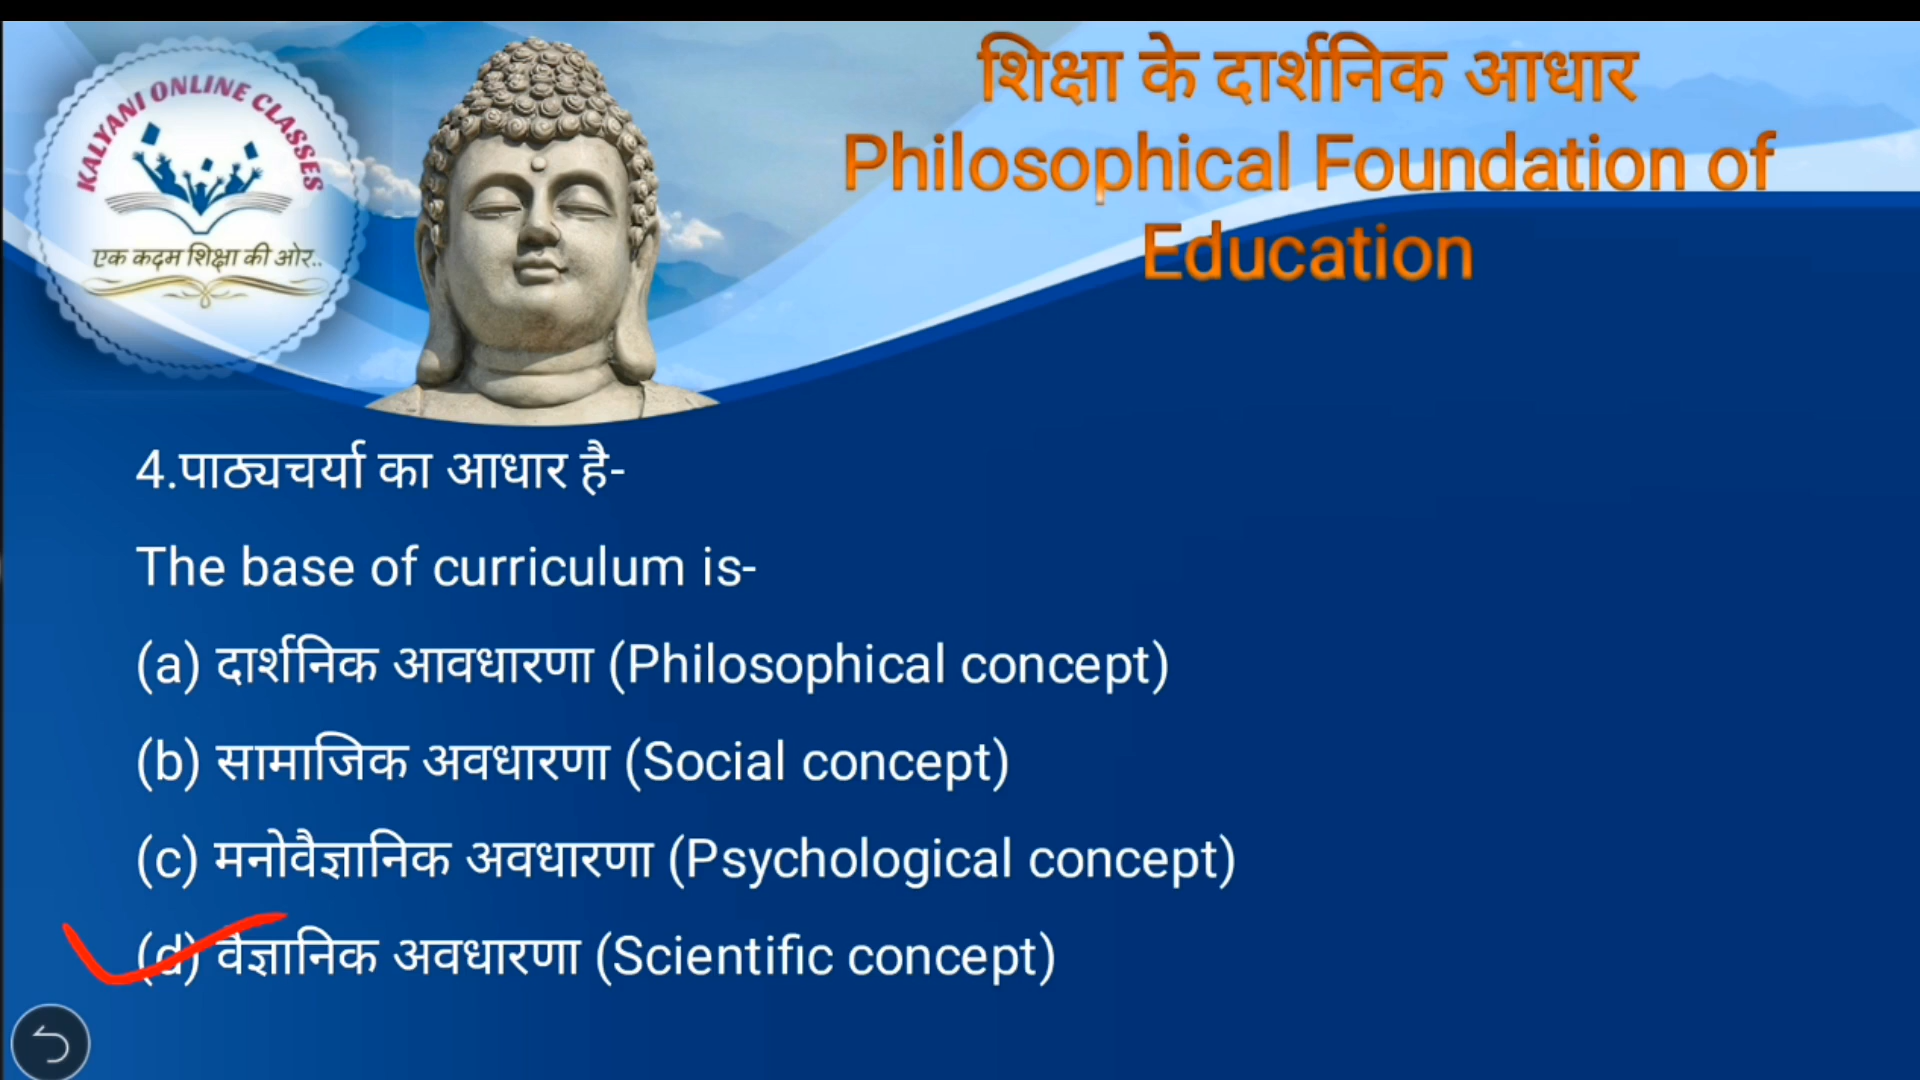 KALYANI ONLINE CLASSES
एक कदम शिक्षा की ओर..
शिक्षा के दार्शनिक आधार
Philosophical Foundation of
Education
4.पाठ्यचर्या का आधार है-
The base of curriculum is-
(a) दार्शनिक आवधारणा (Philosophical concept)
(b) सामाजिक अवधारणा (Social concept)
(c) मनोवैज्ञानिक अवधारणा (Psychological concept)
(d) वैज्ञानिक अवधारणा (Scientific concept)